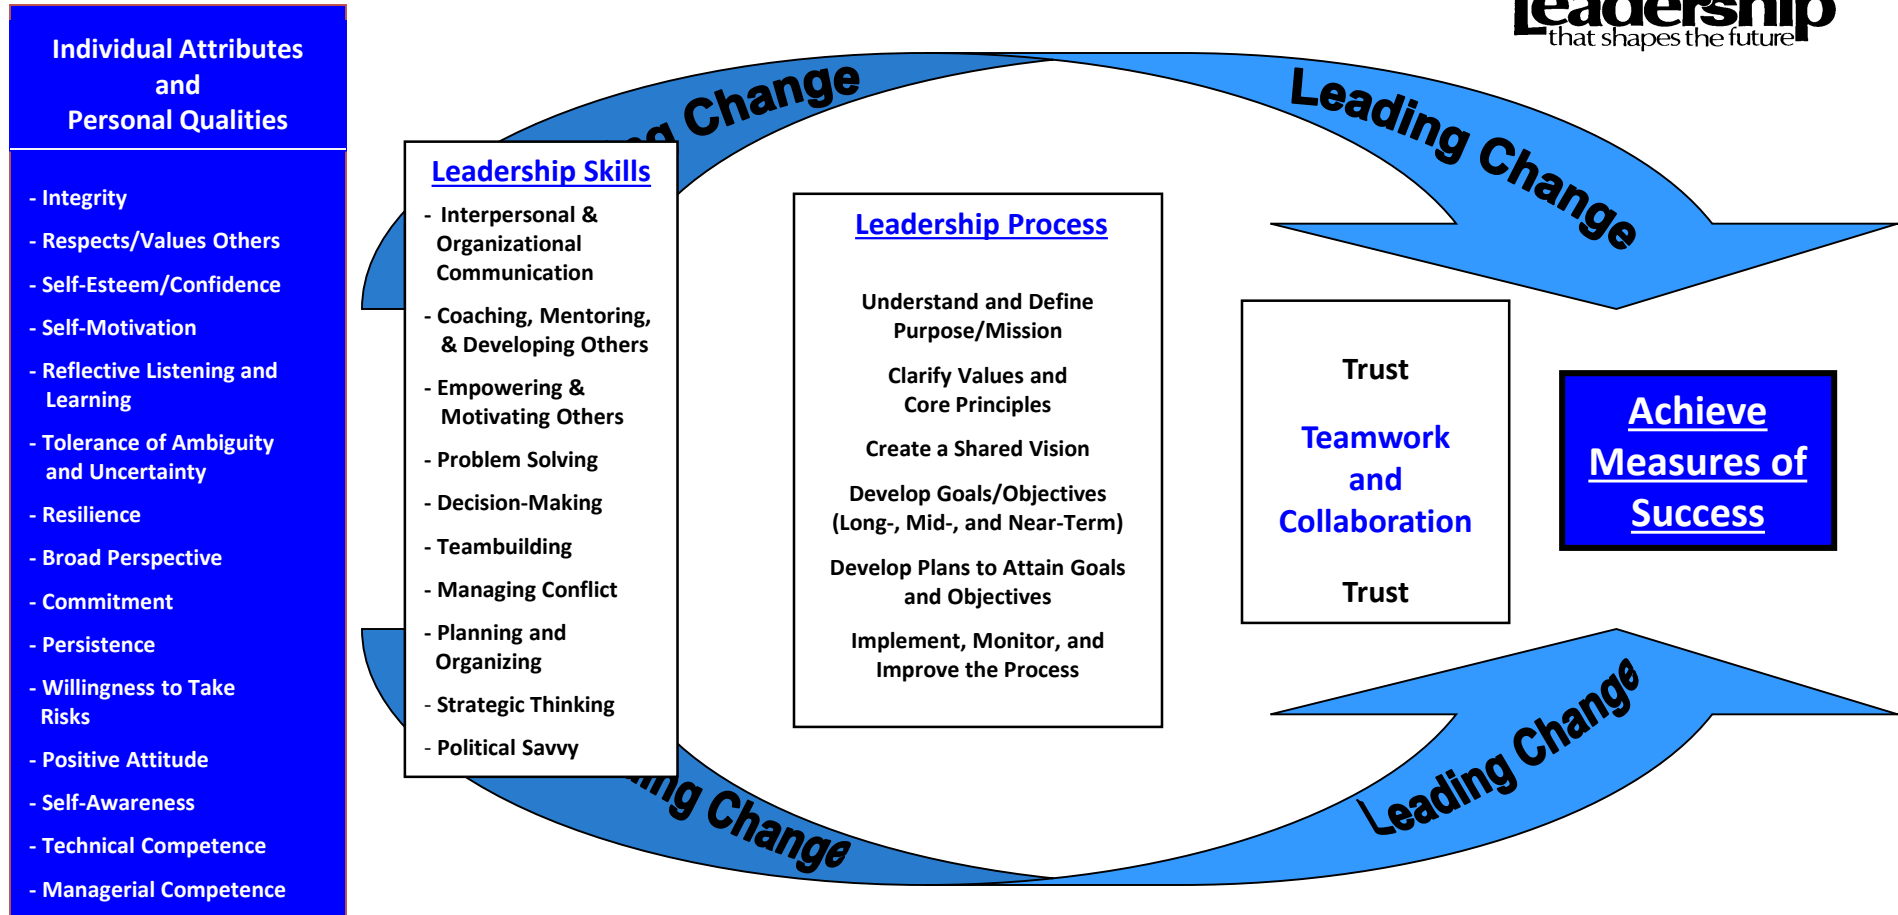 Leadership
that shapes the future
Individual Attributes
and
Personal Qualities
- Integrity
- Respects/Values Others
- Self-Esteem/Confidence
- Self-Motivation
- Reflective Listening and
Learning
- Tolerance of Ambiguity
and Uncertainty
- Resilience
- Broad Perspective
- Commitment
- Persistence
- Willingness to Take
Risks
- Positive Attitude
- Self-Awareness
- Technical Competence
- Managerial Competence
ng Change
Leadership Skills
- Interpersonal &
Organizational
Communication
- Coaching, Mentoring,
& Developing Others
- Empowering &
Motivating Others
- Problem Solving
- Decision-Making
- Teambuilding
- Managing Conflict
- Planning and
Organizing
- Strategic Thinking
- Political Savvy
ing Change
Leadership Process
Understand and Define
Purpose/Mission
Clarify Values and
Core Principles
Create a Shared Vision
Develop Goals/Objectives
(Long-, Mid-, and Near-Term)
Develop Plans to Attain Goals
and Objectives
Implement, Monitor, and
Improve the Process
Leading Change
Trust
Teamwork
and
Collaboration
Trust
Leading Change
Achieve
Measures of
Success